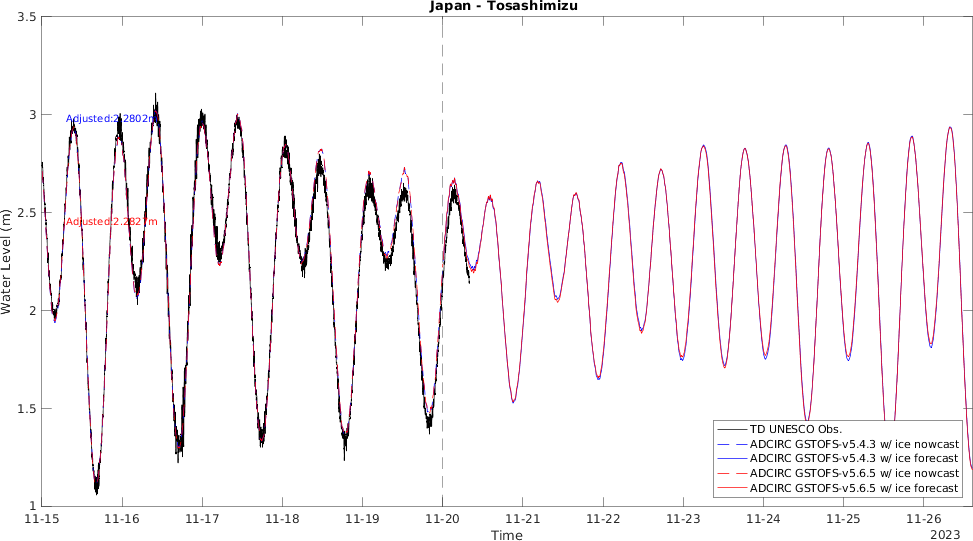 Japan - Tosashimizu
3.5
3
2.5
2
1.5
1
Water Level (m)
Adjusted:2.2802m
Adjusted:2.2827m
TD UNESCO Obs.
ADCIRC GSTOFS-v5.4.3 w/ ice nowcast
ADCIRC GSTOFS-v5.4.3 w/ ice forecast
ADCIRC GSTOFS-v5.6.5 w/ ice nowcast
ADCIRC GSTOFS-v5.6.5 w/ ice forecast
11-15 11-16 11-17 11-18 11-19 11-20 11-21 11-22 11-23 11-24 11-25 11-26
2023
Time